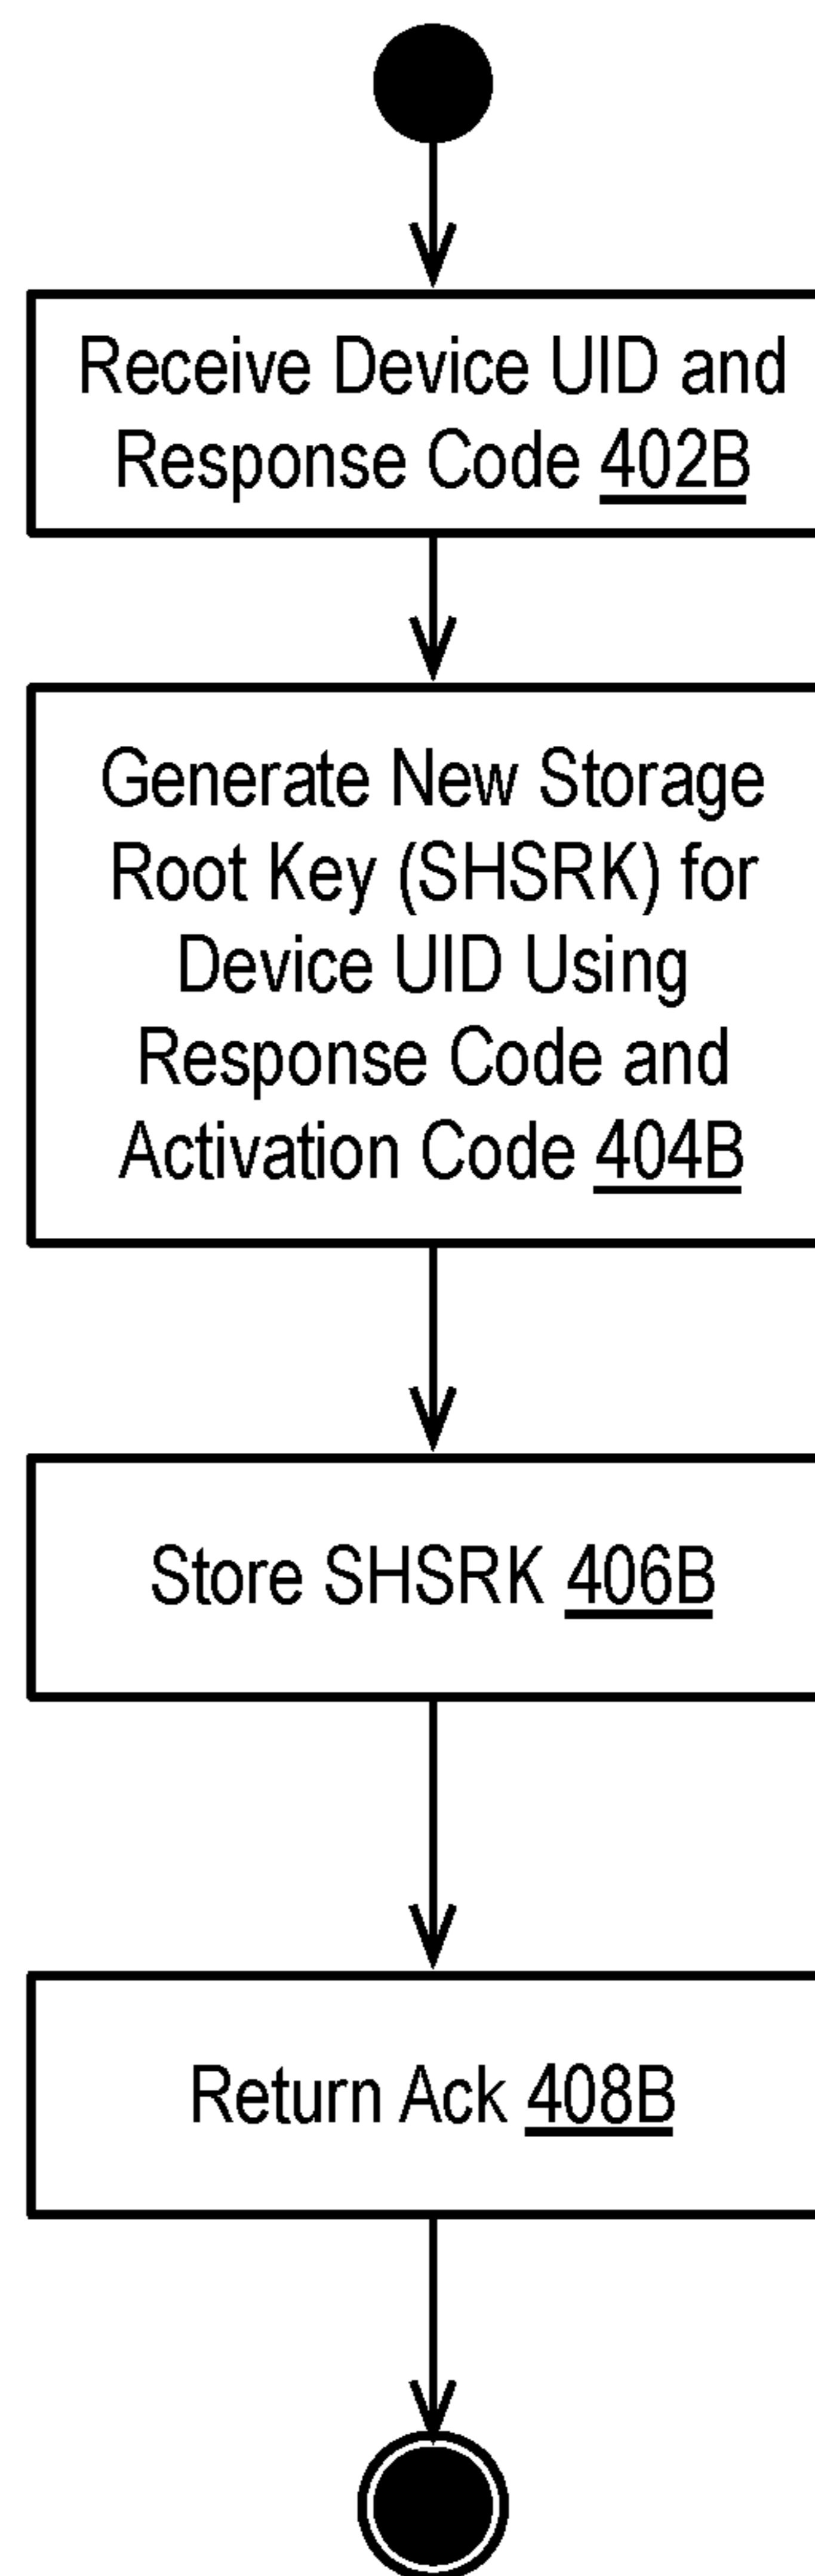 Receive Device UID and
Response Code 402B
Generate New Storage
Root Key (SHSRK) for
Device UID Using
Response Code and
Activation Code 404B
Store SHSRK 406B
Return Ack 408B